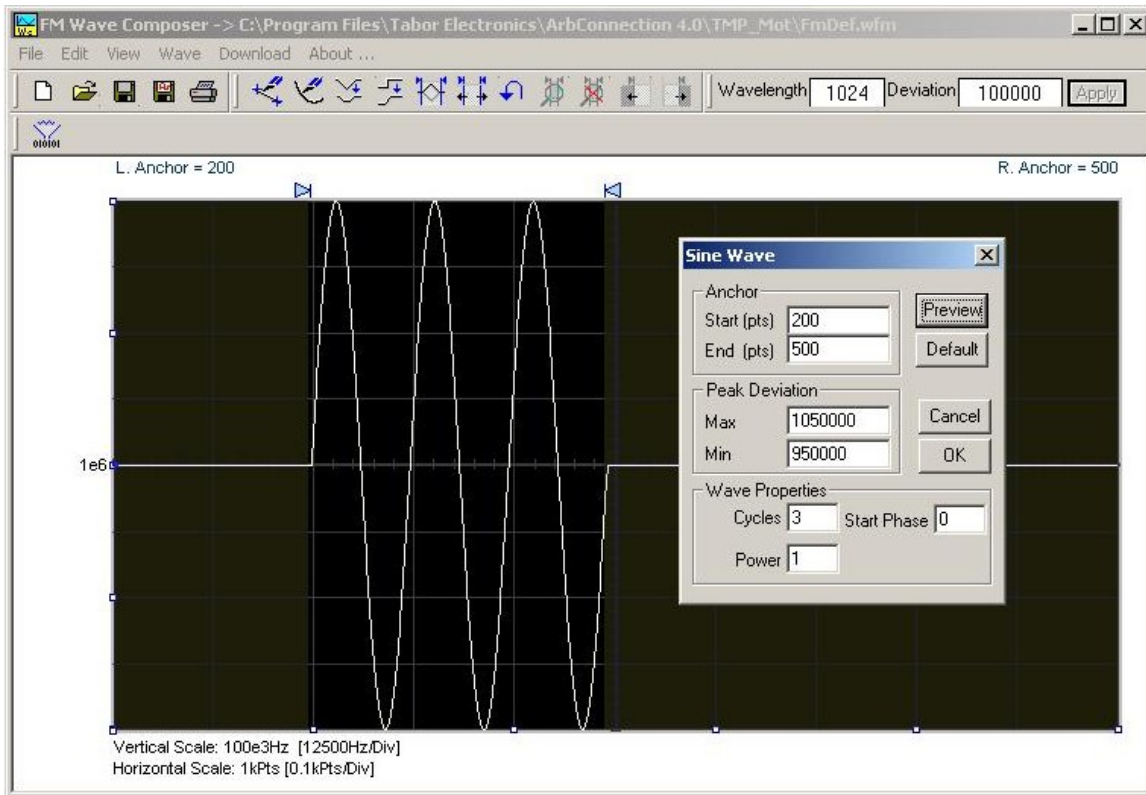 FM Wave Composer -> C:\Program Files\Tabor Electronics\ArbConnection 4.0\TMP_Mot\FmDef.wfm
File Edit View Wave Download About ...
Wavelength 1024 Deviation 100000 Apply
010101
L. Anchor = 200
R. Anchor = 500
Sine Wave
Anchor
Start (pts) 200
End (pts) 500
Preview
Default
Peak Deviation
Max 1050000
Min 950000
Cancel
OK
Wave Properties
Cycles 3 Start Phase 0
Power 1
1e6
Vertical Scale: 100e3Hz [12500Hz/Div]
Horizontal Scale: 1kPts [0.1kPts/Div]